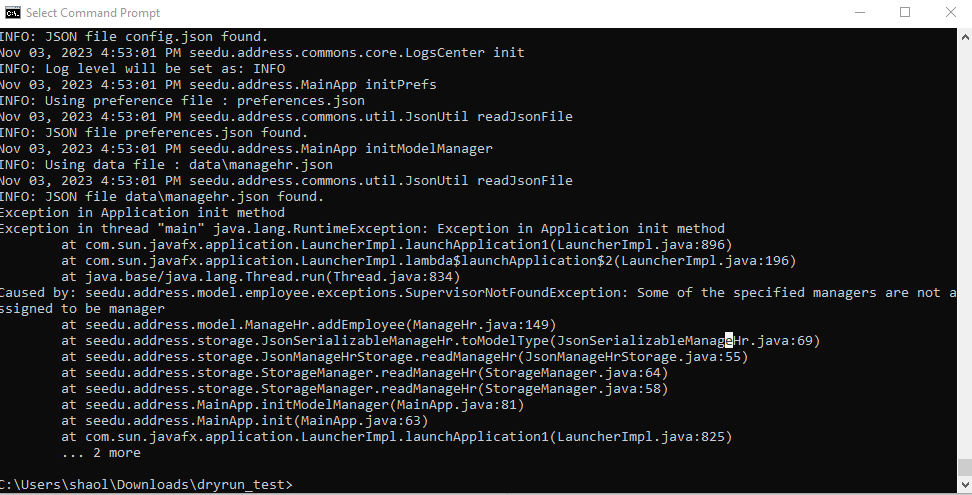 Select Command Prompt
INFO: JSON file config.json found.
Nov 03, 2023 4:53:01 PM seedu.address.commons.core.LogsCenter init
INFO: Log level will be set as: INFO
Nov 03, 2023 4:53:01 PM seedu.address.MainApp initPrefs
INFO: Using preference file : preferences.json
Nov 03, 2023 4:53:01 PM seedu.address.commons.util.JsonUtil readJsonFile
INFO: JSON file preferences.json found.
Nov 03, 2023 4:53:01 PM seedu.address.MainApp initModelManager
INFO: Using data file : data\managehr.json
Nov 03, 2023 4:53:01 PM seedu.address.commons.util.JsonUtil readJsonFile
INFO: JSON file data\managehr.json found.
Exception in Application init method
Exception in thread "main" java.lang.RuntimeException: Exception in Application init method
at com.sun.javafx.application.LauncherImpl.launchApplication1(LauncherImpl.java:896)
at com.sun.javafx.application.LauncherImpl.lambda$launchApplication$2(LauncherImpl.java:196)
at java.base/java.lang.Thread.run(Thread.java:834)
Caused by: seedu.address.model.employee.exceptions.SupervisorNotFoundException: Some of the specified managers are not a
ssigned to be manager
at seedu.address.model.ManageHr.addEmployee(ManageHr.java:149)
at seedu.address.storage.JsonSerializableManageHr.toModelType(JsonSerializableManageHr.java:69)
at seedu.address.storage.JsonManageHrStorage.readManageHr(JsonManageHrStorage.java:55)
at seedu.address.storage.StorageManager.readManageHr(StorageManager.java:64)
at seedu.address.storage.StorageManager.readManageHr(StorageManager.java:58)
at seedu.address.MainApp.initModelManager(MainApp.java:81)
at seedu.address.MainApp.init(MainApp.java:63)
at com.sun.javafx.application.LauncherImpl.launchApplication1(LauncherImpl.java:825)
... 2 more
C:\Users\shaol\Downloads\dryrun_test>